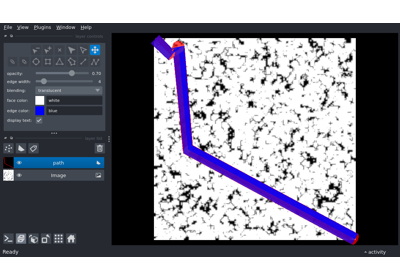 File View Plugins Window Help
opacity: 0.70
edge width:
blending: translucent
face color: white
edge color: blue
display text:
path
Image
Ready
activity